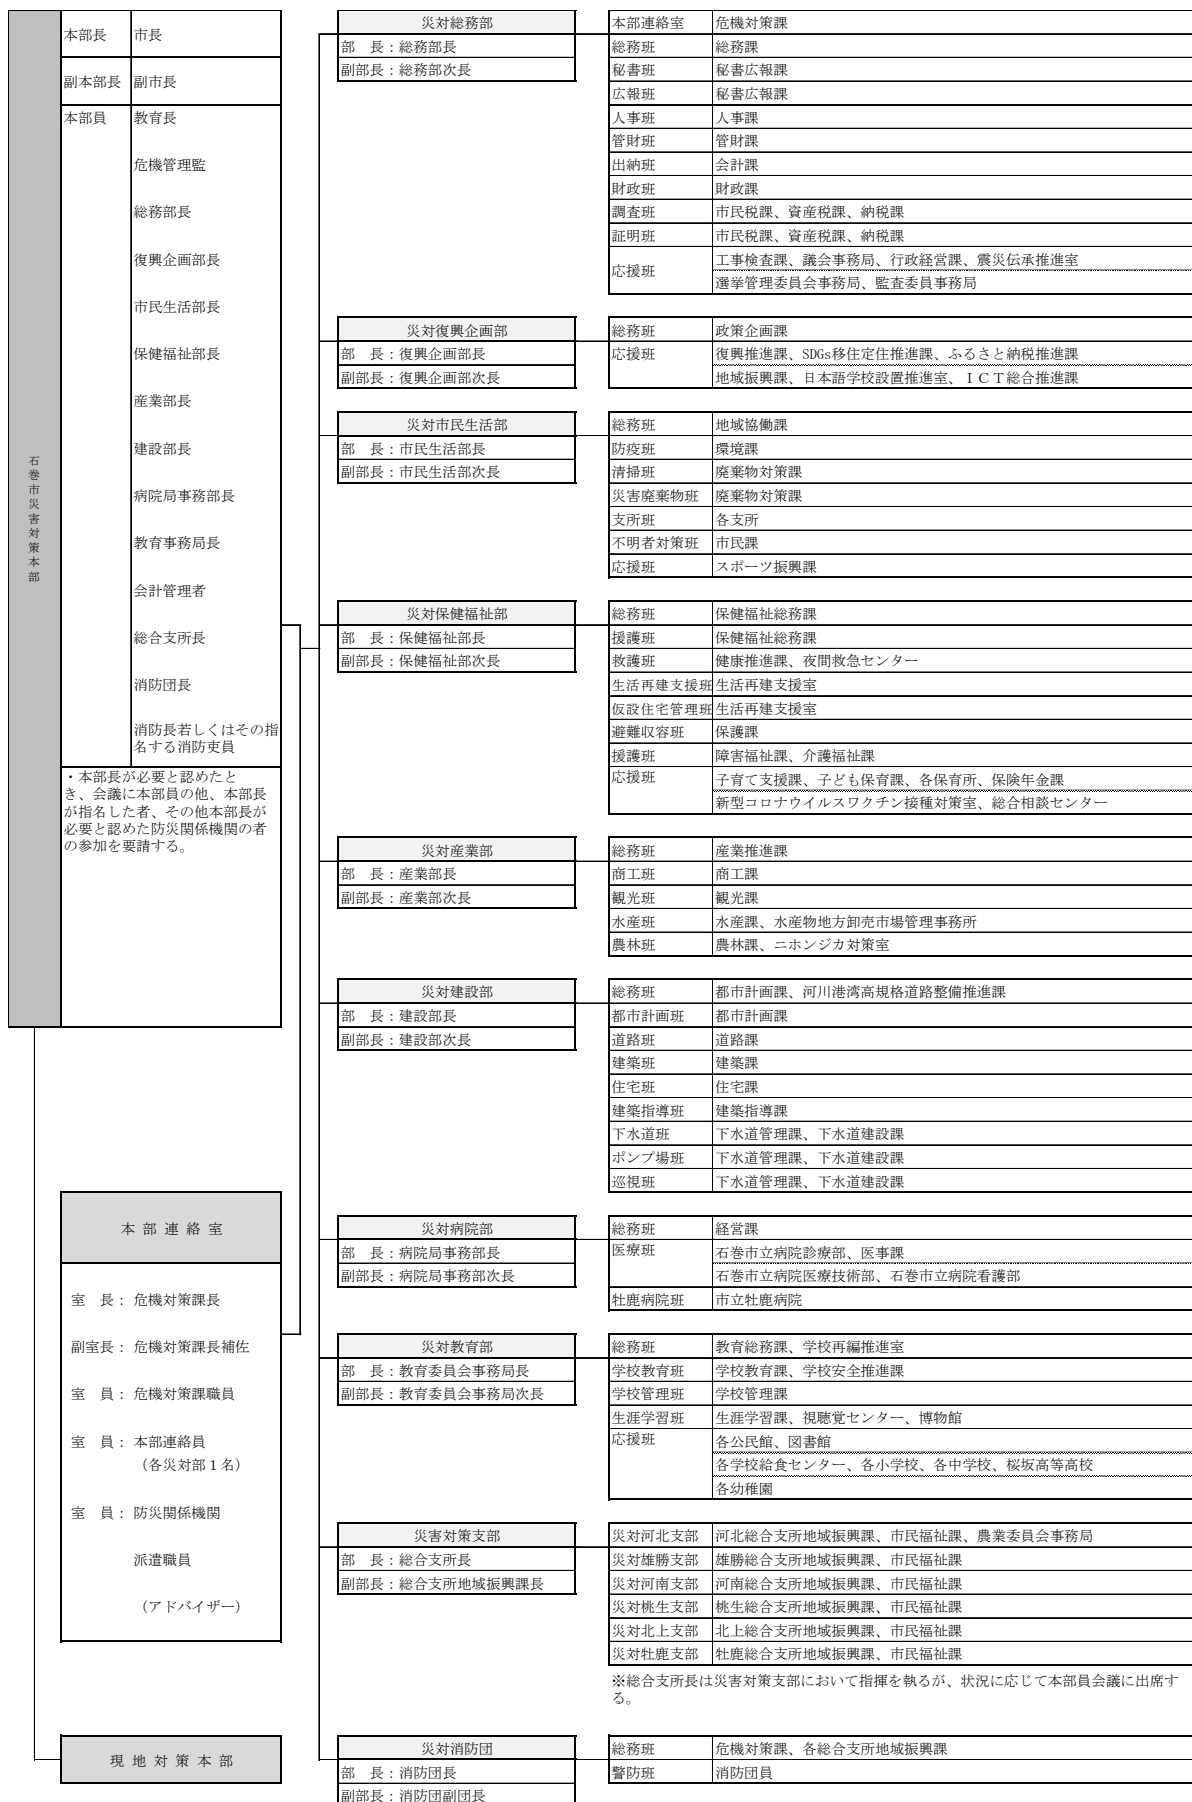 石巻市災害対策本部
本部長 市長
副本部長 副市長
本部員 教育長
危機管理監
総務部長
復興企画部長
市民生活部長
保健福祉部長
産業部長
建設部長
病院局事務部長
教育事務局長
会計管理者
総合支所長
消防団長
消防長若しくはその指
名する消防吏員
・本部長が必要と認めたと
き、会議に本部員の他、本部長
が指名した者、その他本部長が
必要と認めた防災関係機関の者
の参加を要請する。
本部連絡室
室　長： 危機対策課長
副室長： 危機対策課長補佐
室　員： 危機対策課職員
室　員： 本部連絡員
（各災対部１名）
室　員： 防災関係機関
派遣職員
（アドバイザー）
現地対策本部
災対総務部
部　長：総務部長
副部長：総務部次長
本部連絡室 危機対策課
総務班 総務課
秘書班 秘書広報課
広報班 秘書広報課
人事班 人事課
管財班 管財課
出納班 会計課
財政班 財政課
調査班 市民税課、資産税課、納税課
証明班 市民税課、資産税課、納税課
応援班 工事検査課、議会事務局、行政経営課、震災伝承推進室
選挙管理委員会事務局、監査委員事務局
災対復興企画部
部　長：復興企画部長
副部長：復興企画部次長
総務班 政策企画課
応援班 復興推進課、SDGs移住定住推進課、ふるさと納税推進課
地域振興課、日本語学校設置推進室、ＩＣＴ総合推進課
災対市民生活部
部　長：市民生活部長
副部長：市民生活部次長
総務班 地域協働課
防疫班 環境課
清掃班 廃棄物対策課
災害廃棄物班 廃棄物対策課
支所班 各支所
不明者対策班 市民課
応援班 スポーツ振興課
災対保健福祉部
部　長：保健福祉部長
副部長：保健福祉部次長
総務班 保健福祉総務課
援護班 保健福祉総務課
救護班 健康推進課、夜間救急センター
生活再建支援班 生活再建支援室
仮設住宅管理班 生活再建支援室
避難収容班 保護課
援護班 障害福祉課、介護福祉課
応援班 子育て支援課、子ども保育課、各保育所、保険年金課
新型コロナウイルスワクチン接種対策室、総合相談センター
災対産業部
部　長：産業部長
副部長：産業部次長
総務班 産業推進課
商工班 商工課
観光班 観光課
水産班 水産課、水産物地方卸売市場管理事務所
農林班 農林課、ニホンジカ対策室
災対建設部
部　長：建設部長
副部長：建設部次長
総務班 都市計画課、河川港湾高規格道路整備推進課
都市計画班 都市計画課
道路班 道路課
建築班 建築課
住宅班 住宅課
建築指導班 建築指導課
下水道班 下水道管理課、下水道建設課
ポンプ場班 下水道管理課、下水道建設課
巡視班 下水道管理課、下水道建設課
災対病院部
部　長：病院局事務部長
副部長：病院局事務部次長
総務班 経営課
医療班 石巻市立病院診療部、医事課
石巻市立病院医療技術部、石巻市立病院看護部
牡鹿病院班 市立牡鹿病院
災対教育部
部　長：教育委員会事務局長
副部長：教育委員会事務局次長
総務班 教育総務課、学校再編推進室
学校教育班 学校教育課、学校安全推進課
学校管理班 学校管理課
生涯学習班 生涯学習課、視聴覚センター、博物館
応援班 各公民館、図書館
各学校給食センター、各小学校、各中学校、桜坂高等高校
各幼稚園
災害対策支部
部　長：総合支所長
副部長：総合支所地域振興課長
災対河北支部 河北総合支所地域振興課、市民福祉課、農業委員会事務局
災対雄勝支部 雄勝総合支所地域振興課、市民福祉課
災対河南支部 河南総合支所地域振興課、市民福祉課
災対桃生支部 桃生総合支所地域振興課、市民福祉課
災対北上支部 北上総合支所地域振興課、市民福祉課
災対牡鹿支部 牡鹿総合支所地域振興課、市民福祉課
※総合支所長は災害対策支部において指揮を執るが、状況に応じて本部員会議に出席す
る。
災対消防団
部　長：消防団長
副部長：消防団副団長
総務班 危機対策課、各総合支所地域振興課
警防班 消防団員